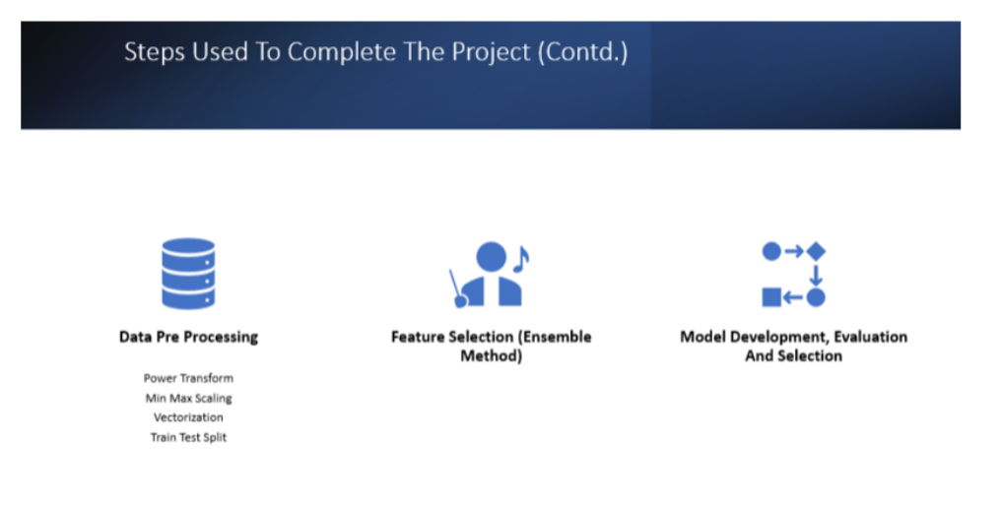 Steps Used To Complete The Project (Contd.)
Data Pre Processing
Power Transform
Min Max Scaling
Vectorization
Train Test Split
Feature Selection (Ensemble
Method)
Model Development, Evaluation
And Selection